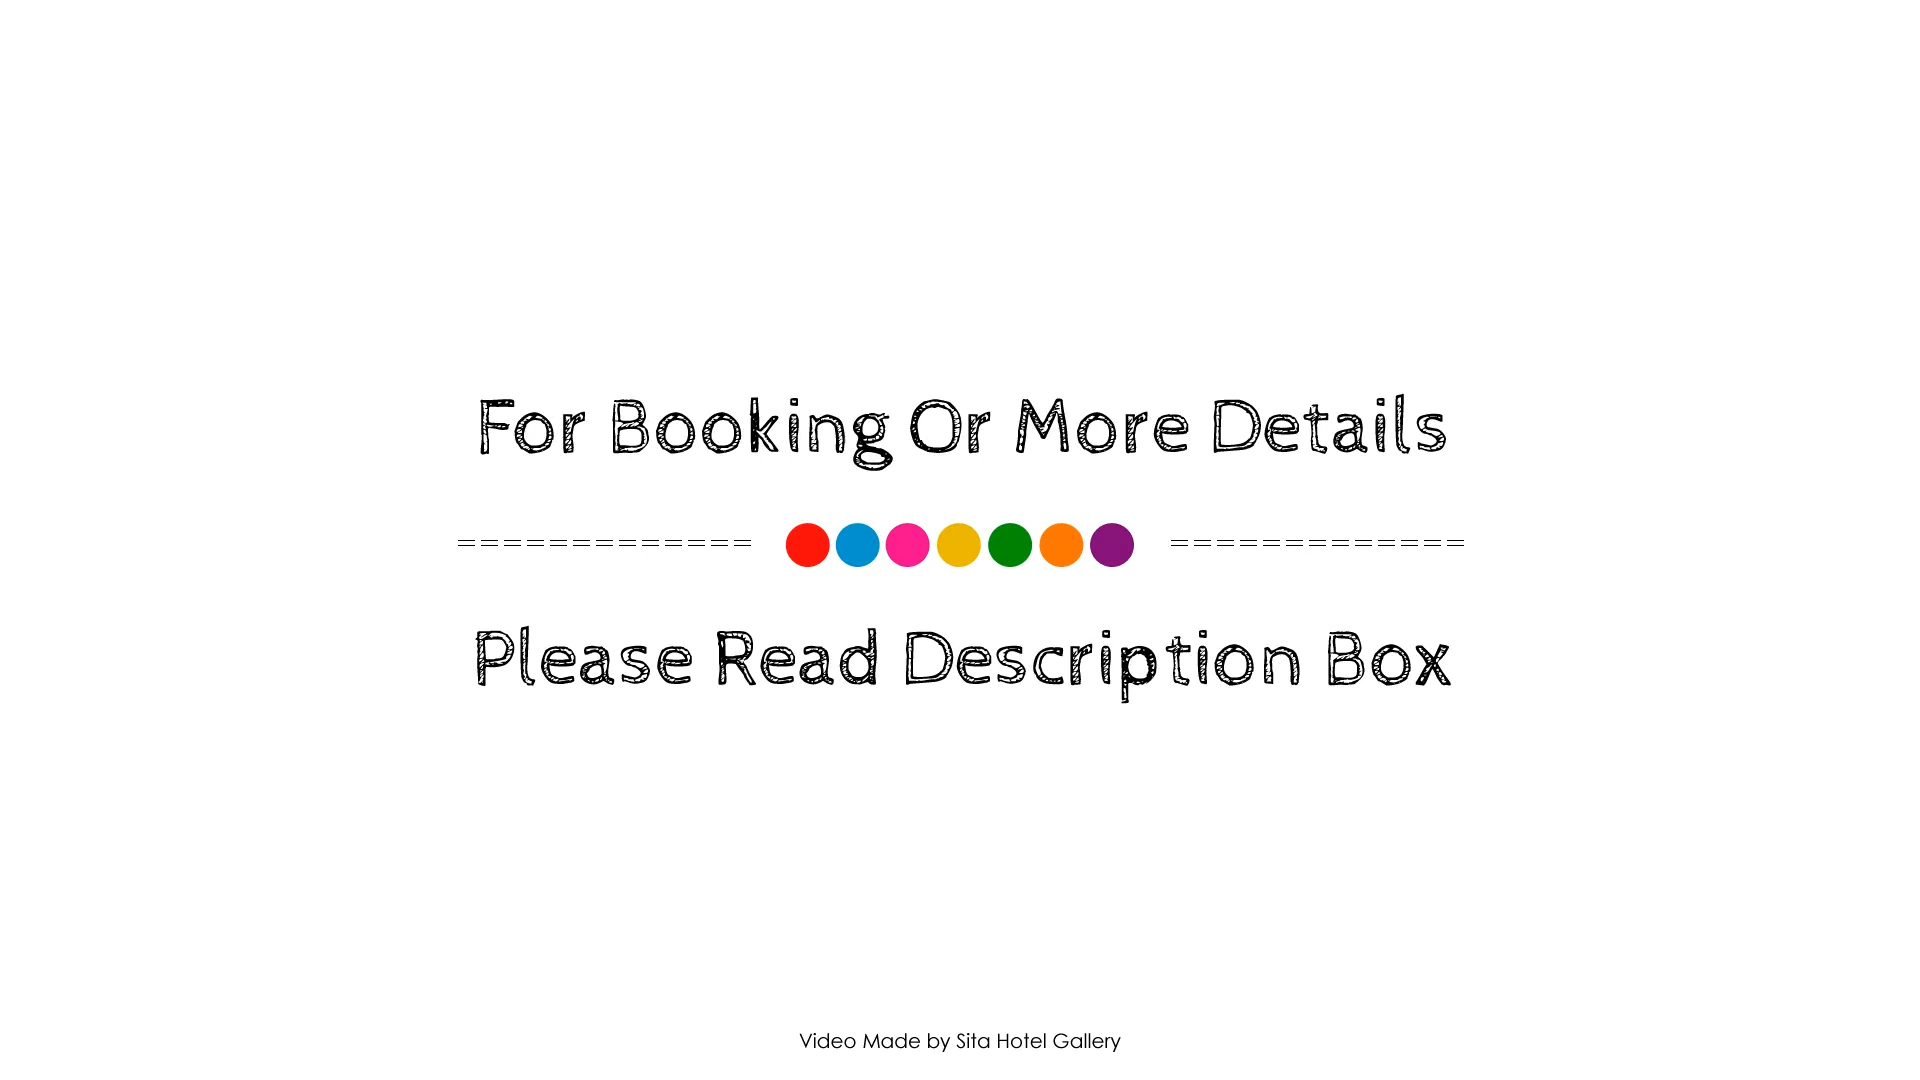 For Booking Or More Details
============= =============
Please Read Description Box
Video Made by Sita Hotel Gallery